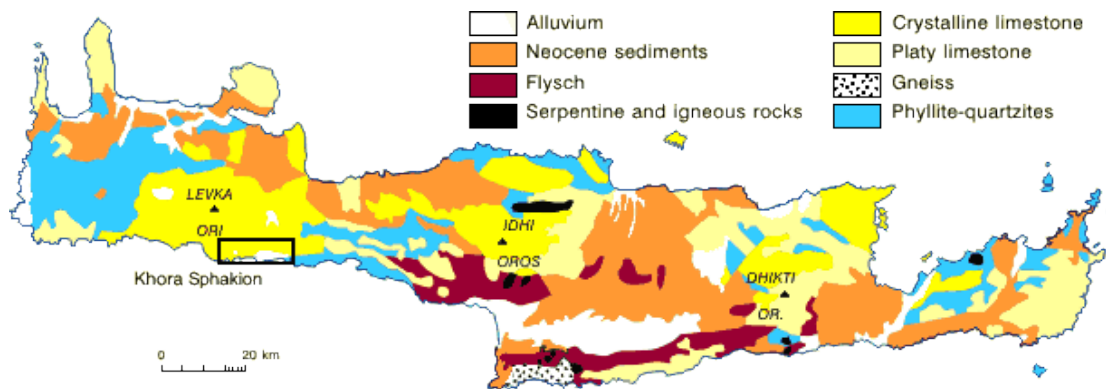 Alluvium
Neocene sediments
Flysch
Serpentine and igneous rocks
Crystalline limestone
Platy limestone
Gneiss
Phyllite-quartzites
LEVKA
ORI
IDHI
OROS
DHIKTI
OR.
Khora Sphakion
0 20 km